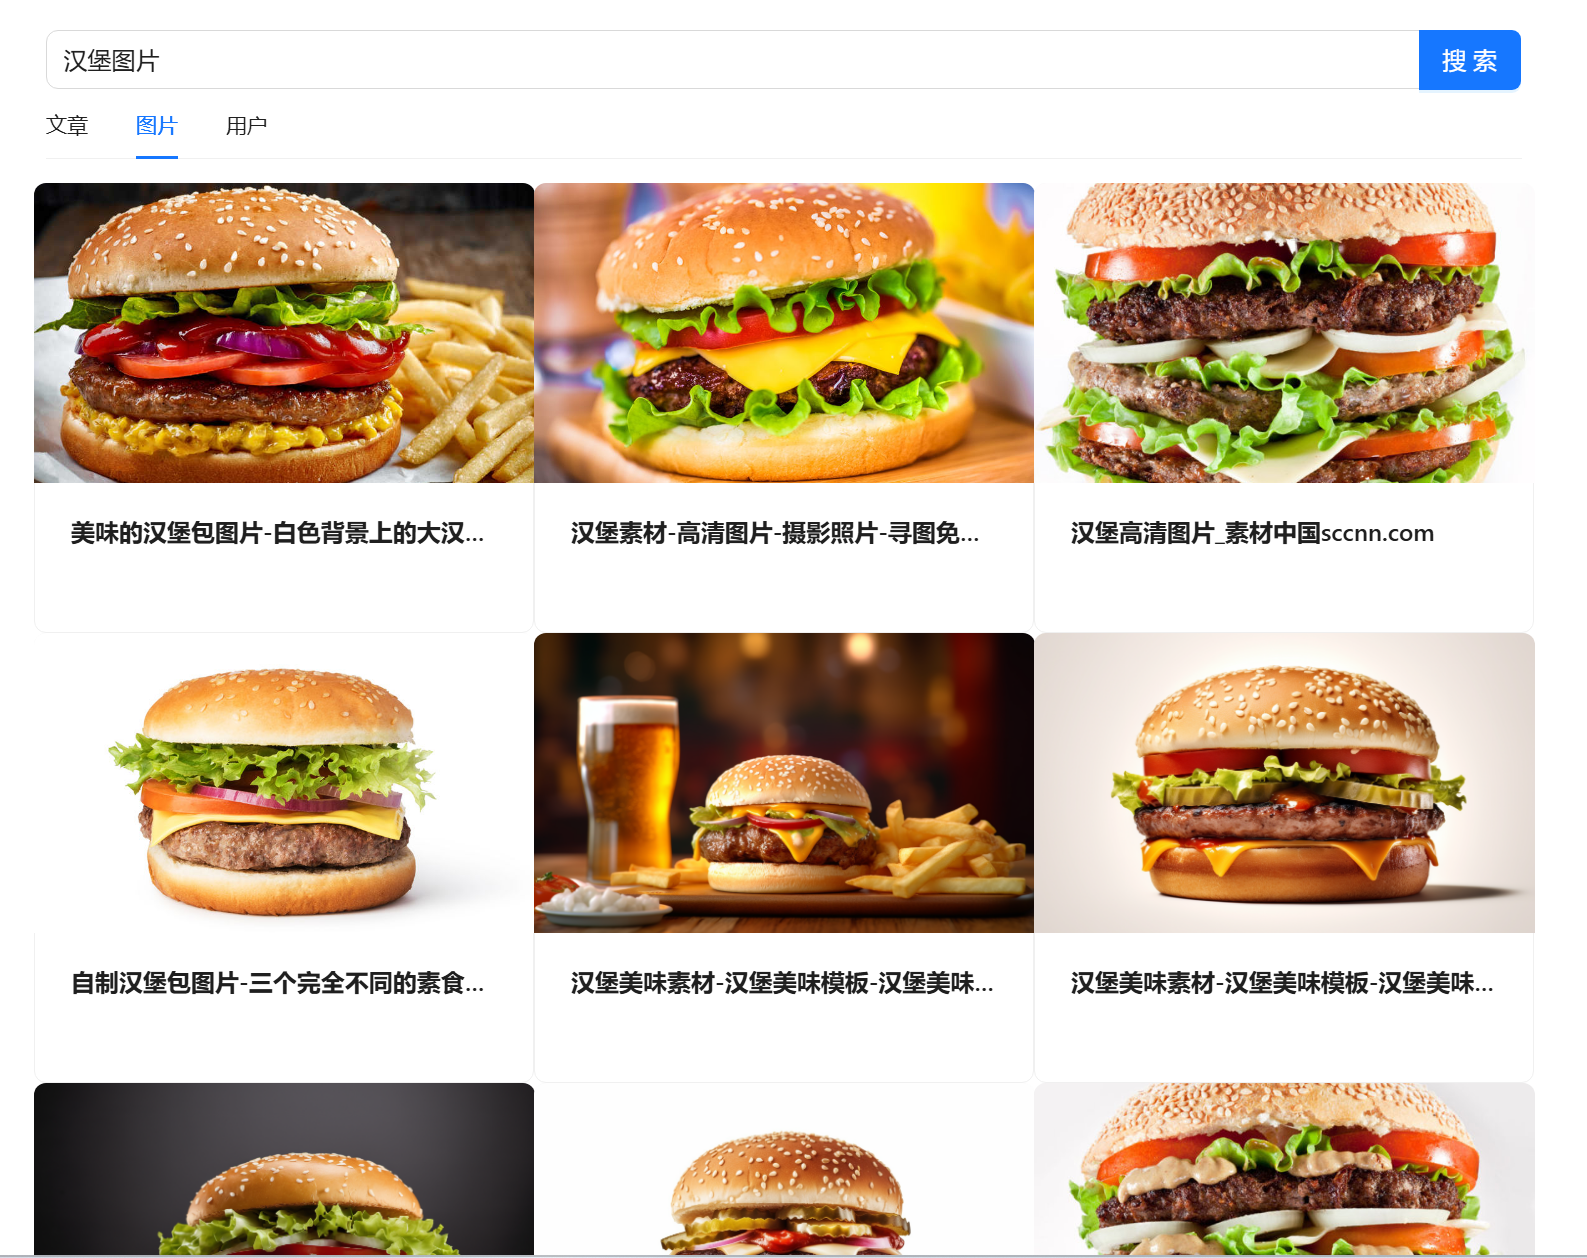 汉堡图片
搜 索
文章
图片
用户
美味的汉堡包图片-白色背景上的大汉...
汉堡素材-高清图片-摄影照片-寻图免...
汉堡高清图片_素材中国sccnn.com
自制汉堡包图片-三个完全不同的素食...
汉堡美味素材-汉堡美味模板-汉堡美味...
汉堡美味素材-汉堡美味模板-汉堡美味...